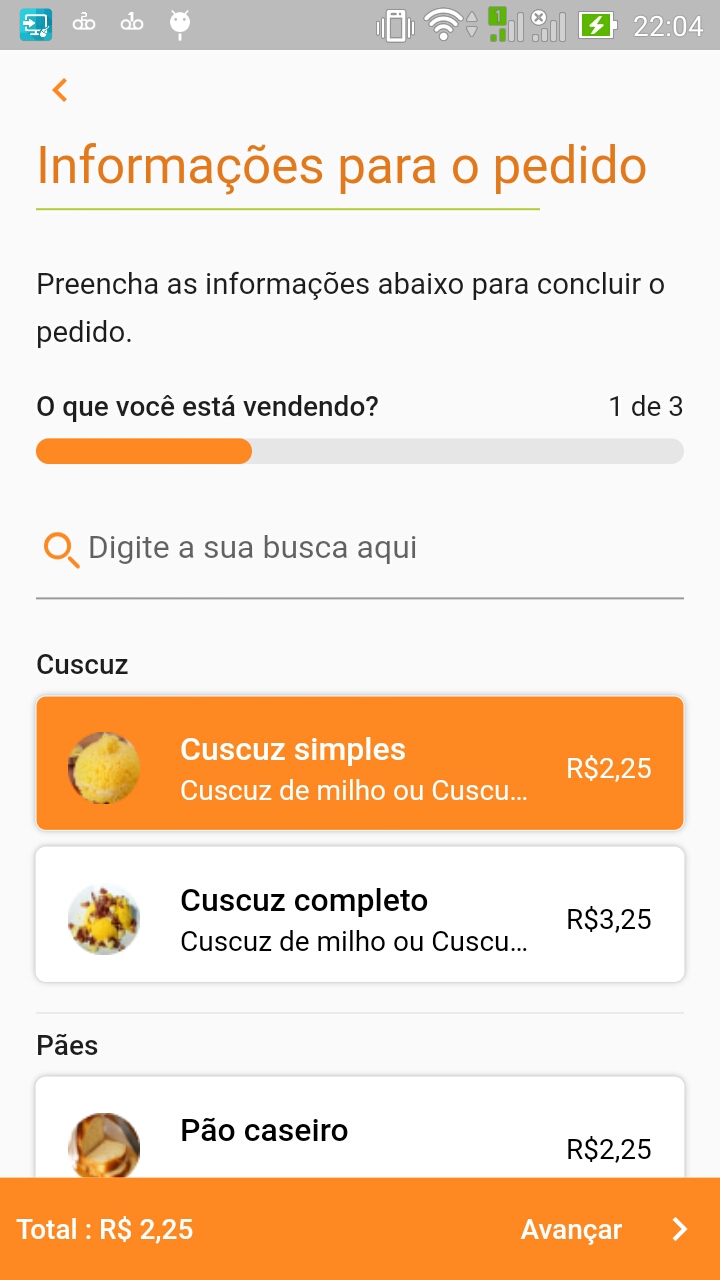 22:04
Informações para o pedido
Preencha as informações abaixo para concluir o
pedido.
O que você está vendendo? 1 de 3
Digite a sua busca aqui
Cuscuz
Cuscuz simples
Cuscuz de milho ou Cuscu... R$2,25
Cuscuz completo
Cuscuz de milho ou Cuscu... R$3,25
Pães
Pão caseiro
R$2,25
Total : R$ 2,25 Avançar